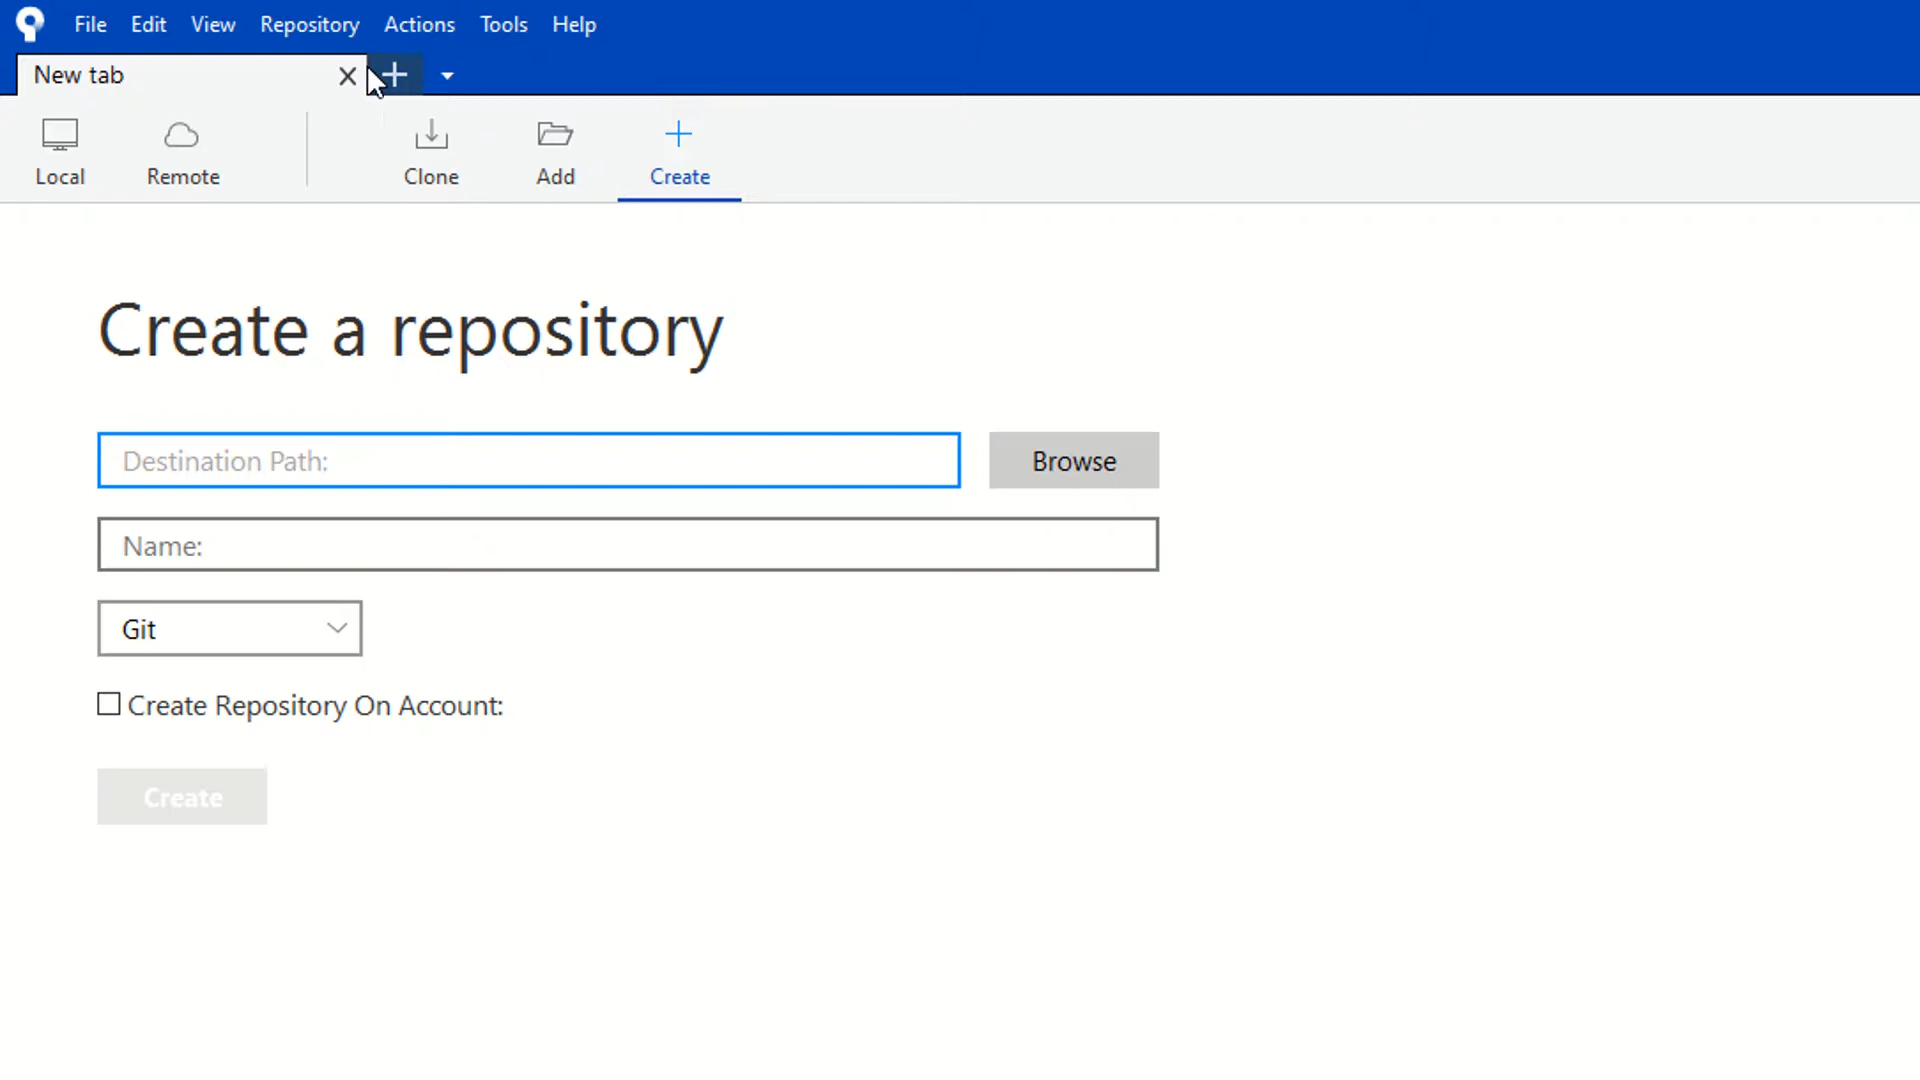 File Edit View Repository Actions Tools Help
New tab
Local Remote Clone Add Create
Create a repository
Destination Path: Browse
Name:
Git
Create Repository On Account:
Create